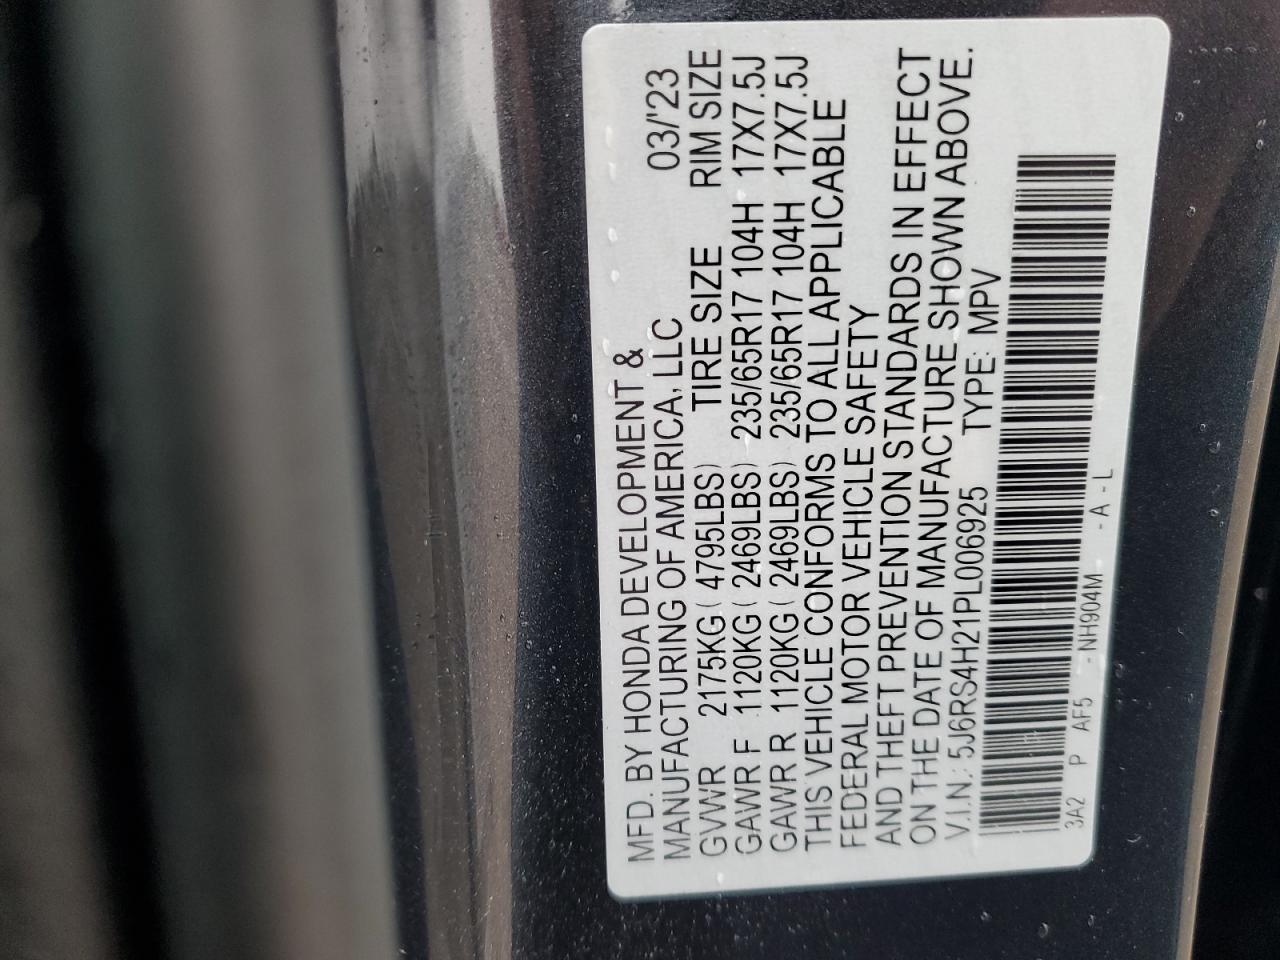 MFD. BY HONDA DEVELOPMENT &
MANUFACTURING OF AMERICA, LLC 03/'23
GVWR 2175KG ( 4795LBS) TIRE SIZE RIM SIZE
GAWR F 1120KG ( 2469LBS) 235/65R17 104H 17X7.5J
GAWR R 1120KG ( 2469LBS) 235/65R17 104H 17X7.5J
THIS VEHICLE CONFORMS TO ALL APPLICABLE
FEDERAL MOTOR VEHICLE SAFETY
AND THEFT PREVENTION STANDARDS IN EFFECT
ON THE DATE OF MANUFACTURE SHOWN ABOVE.
V.I.N.: 5J6RS4H21PL006925 TYPE: MPV
3A2 P AF5 - NH904M - A - L